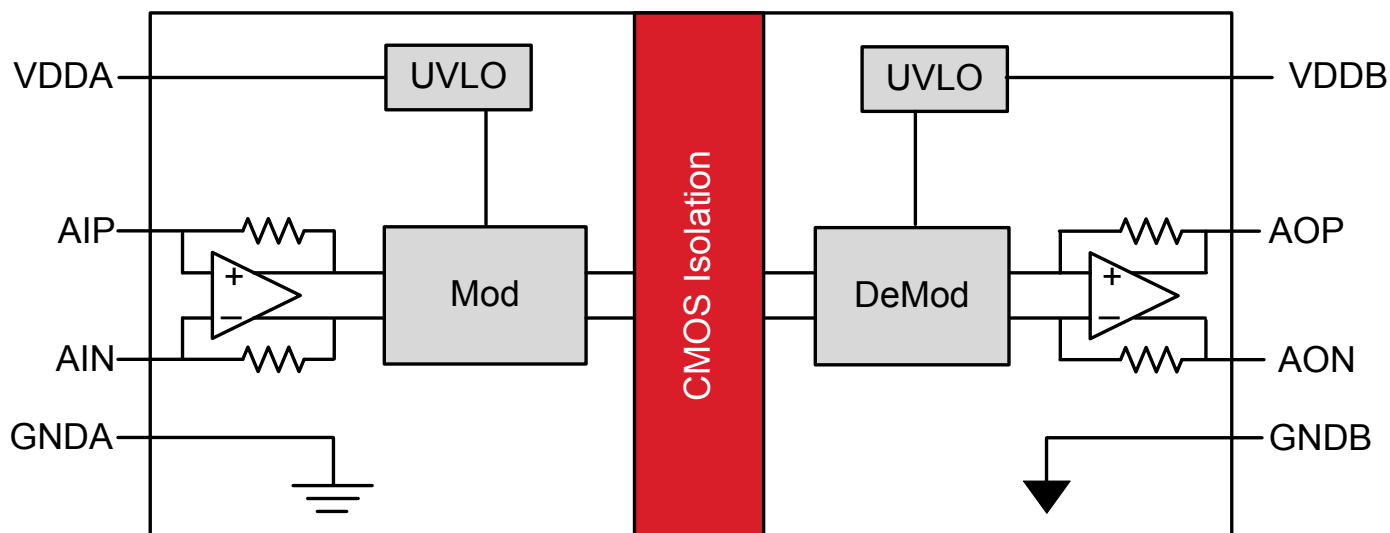 VDDA
UVLO
UVLO
VDDB
AIP
AOP
+
−
Mod
CMOS Isolation
DeMod
+
−
AIN
AON
GNDA
GNDB